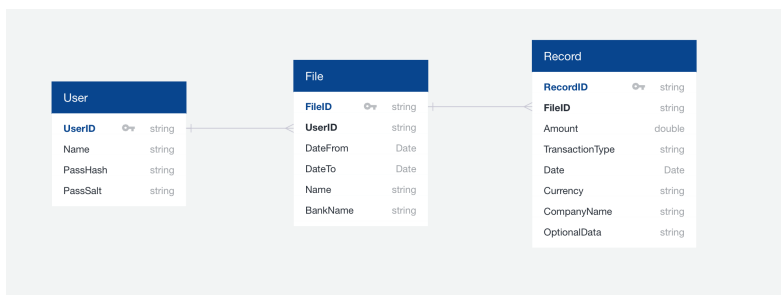 User
UserID string
Name string
PassHash string
PassSalt string
File
FileID string
UserID string
DateFrom Date
DateTo Date
Name string
BankName string
Record
RecordID string
FileID string
Amount double
TransactionType string
Date Date
Currency string
CompanyName string
OptionalData string